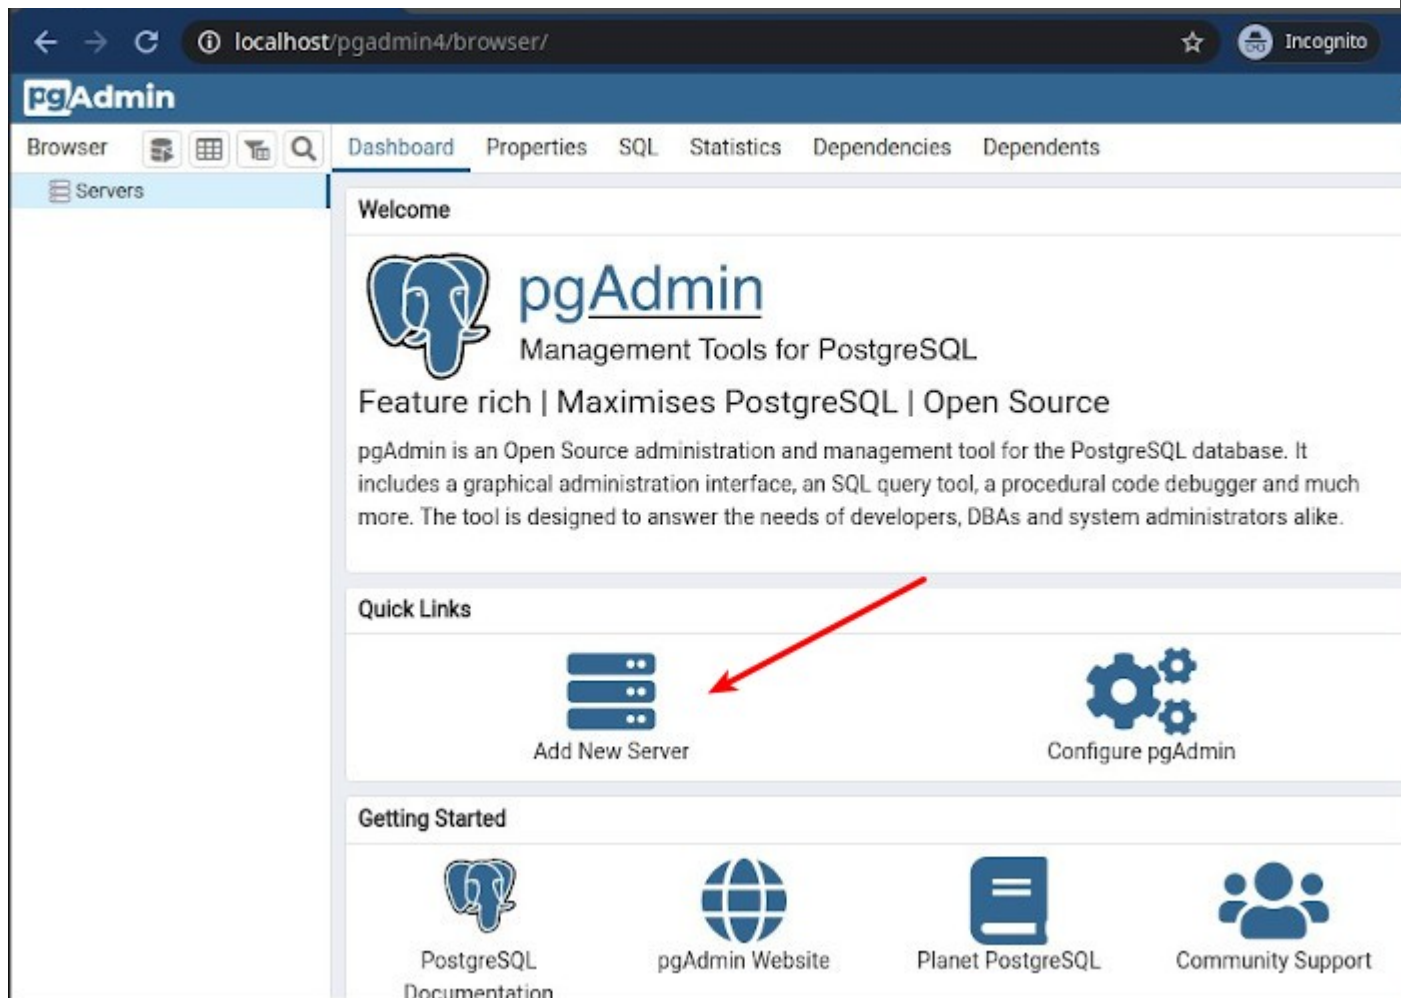 localhost/pgadmin4/browser/
Incognito
pgAdmin
Browser
Dashboard Properties SQL Statistics Dependencies Dependents
Servers
Welcome
pgAdmin
Management Tools for PostgreSQL
Feature rich | Maximises PostgreSQL | Open Source
pgAdmin is an Open Source administration and management tool for the PostgreSQL database. It
includes a graphical administration interface, an SQL query tool, a procedural code debugger and much
more. The tool is designed to answer the needs of developers, DBAs and system administrators alike.
Quick Links
Add New Server
Configure pgAdmin
Getting Started
PostgreSQL
Documentation
pgAdmin Website
Planet PostgreSQL
Community Support